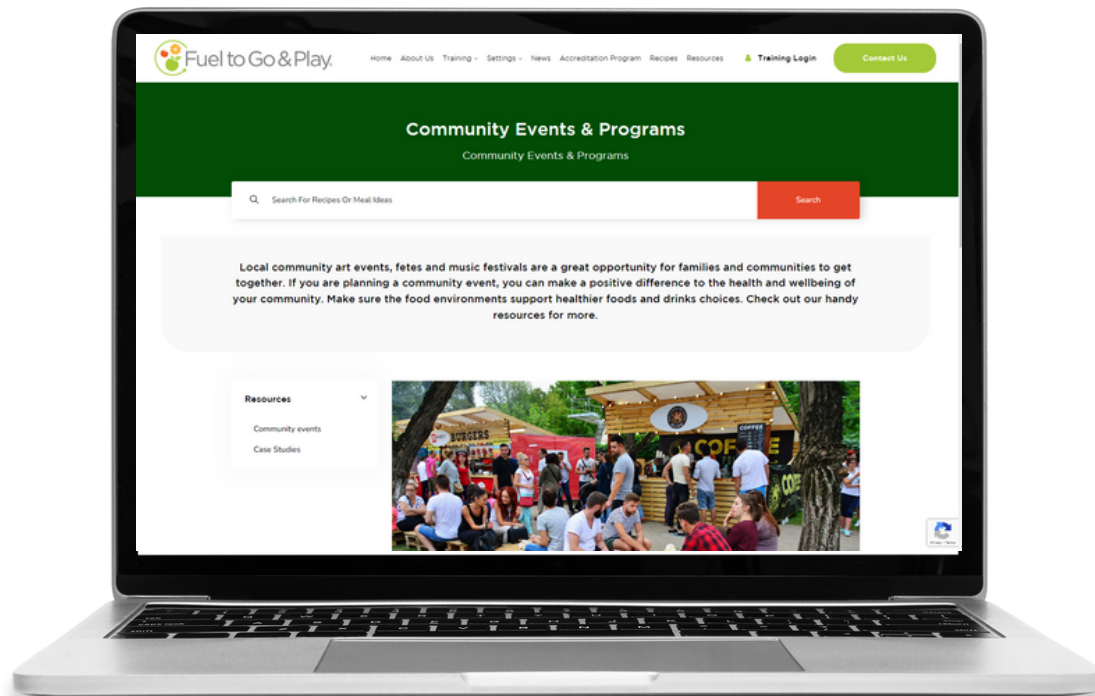 Fuel to Go & Play.
Home About Us Training Settings News Accreditation Program Recipes Resources Training Login Contact Us
Community Events & Programs
Community Events & Programs
Search For Recipes Or Meal Ideas Search
Local community art events, fetes and music festivals are a great opportunity for families and communities to get
together. If you are planning a community event, you can make a positive difference to the health and wellbeing of
your community. Make sure the food environments support healthier foods and drinks choices. Check out our handy
resources for more.
Resources
Community events
Case Studies
BURGERS
COFFEE
COFFEE
Privacy - Terms